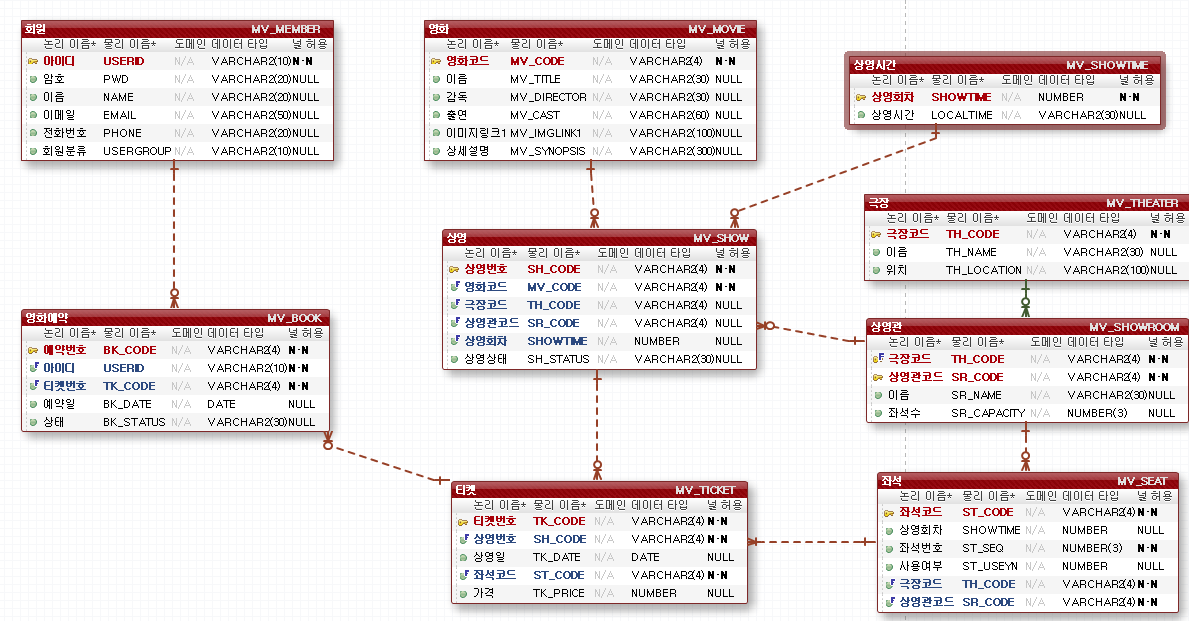 회원 MV_MEMBER
논리 이름* 물리 이름* 도메인 데이터 타입 널 허용
아이디 USERID N/A VARCHAR2(10) N-N
암호 PWD N/A VARCHAR2(20) NULL
이름 NAME N/A VARCHAR2(20) NULL
이메일 EMAIL N/A VARCHAR2(50) NULL
전화번호 PHONE N/A VARCHAR2(20) NULL
회원분류 USERGROUP N/A VARCHAR2(10) NULL
영화 MV_MOVIE
논리 이름* 물리 이름* 도메인 데이터 타입 널 허용
영화코드 MV_CODE N/A VARCHAR2(4) N-N
이름 MV_TITLE N/A VARCHAR2(30) NULL
감독 MV_DIRECTOR N/A VARCHAR2(30) NULL
출연 MV_CAST N/A VARCHAR2(60) NULL
이미지링크1 MV_IMGLINK1 N/A VARCHAR2(100) NULL
상세설명 MV_SYNOPSIS N/A VARCHAR2(300) NULL
상영시간 MV_SHOWTIME
논리 이름* 물리 이름* 도메인 데이터 타입 널 허용
상영회차 SHOWTIME N/A NUMBER N-N
상영시간 LOCALTIME N/A VARCHAR2(30) NULL
극장 MV_THEATER
논리 이름* 물리 이름* 도메인 데이터 타입 널 허용
극장코드 TH_CODE N/A VARCHAR2(4) N-N
이름 TH_NAME N/A VARCHAR2(30) NULL
위치 TH_LOCATION N/A VARCHAR2(100) NULL
상영 MV_SHOW
논리 이름* 물리 이름* 도메인 데이터 타입 널 허용
상영번호 SH_CODE N/A VARCHAR2(4) N-N
영화코드 MV_CODE N/A VARCHAR2(4) N-N
극장코드 TH_CODE N/A VARCHAR2(4) NULL
상영관코드 SR_CODE N/A VARCHAR2(4) NULL
상영회차 SHOWTIME N/A NUMBER NULL
상영상태 SH_STATUS N/A VARCHAR2(30) NULL
영화예약 MV_BOOK
논리 이름* 물리 이름* 도메인 데이터 타입 널 허용
예약번호 BK_CODE N/A VARCHAR2(4) N-N
아이디 USERID N/A VARCHAR2(10) N-N
티켓번호 TK_CODE N/A VARCHAR2(4) N-N
예약일 BK_DATE N/A DATE NULL
상태 BK_STATUS N/A VARCHAR2(30) NULL
상영관 MV_SHOWROOM
논리 이름* 물리 이름* 도메인 데이터 타입 널 허용
극장코드 TH_CODE N/A VARCHAR2(4) N-N
상영관코드 SR_CODE N/A VARCHAR2(4) N-N
이름 SR_NAME N/A VARCHAR2(30) NULL
좌석수 SR_CAPACITY N/A NUMBER(3) NULL
티켓 MV_TICKET
논리 이름* 물리 이름* 도메인 데이터 타입 널 허용
티켓번호 TK_CODE N/A VARCHAR2(4) N-N
상영번호 SH_CODE N/A VARCHAR2(4) N-N
상영일 TK_DATE N/A DATE NULL
좌석코드 ST_CODE N/A VARCHAR2(4) N-N
가격 TK_PRICE N/A NUMBER NULL
좌석 MV_SEAT
논리 이름* 물리 이름* 도메인 데이터 타입 널 허용
좌석코드 ST_CODE N/A VARCHAR2(4) N-N
상영회차 SHOWTIME N/A NUMBER NULL
좌석번호 ST_SEQ N/A NUMBER(3) N-N
사용여부 ST_USEYN N/A NUMBER NULL
극장코드 TH_CODE N/A VARCHAR2(4) N-N
상영관코드 SR_CODE N/A VARCHAR2(4) N-N